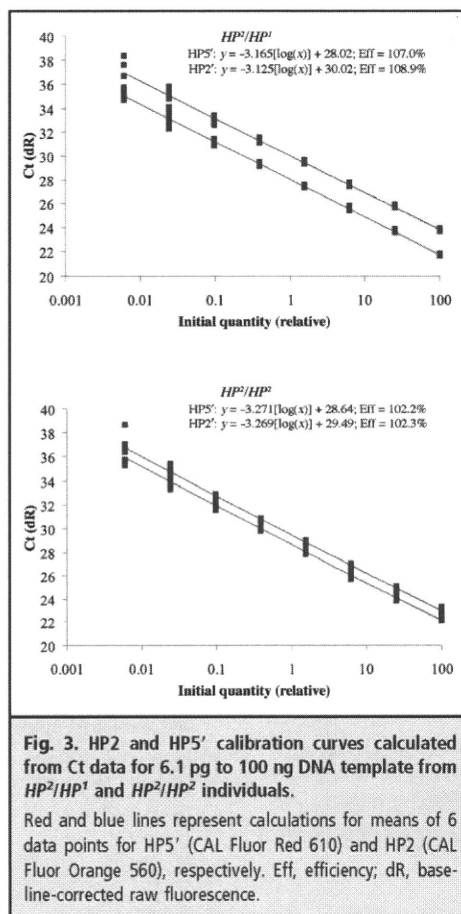 HP²/HP¹
HP5': y = -3.165[log(x)] + 28.02; Eff = 107.0%
HP2': y = -3.125[log(x)] + 30.02; Eff = 108.9%
40
38
36
34
32
30
28
26
24
22
20
Ct (dR)
0.001 0.01 0.1 1 10 100
Initial quantity (relative)
HP²/HP²
HP5': y = -3.271[log(x)] + 28.64; Eff = 102.2%
HP2': y = -3.269[log(x)] + 29.49; Eff = 102.3%
40
38
36
34
32
30
28
26
24
22
20
Ct (dR)
0.001 0.01 0.1 1 10 100
Initial quantity (relative)
Fig. 3. HP2 and HP5′ calibration curves calculated
from Ct data for 6.1 pg to 100 ng DNA template from
HP²/HP¹ and HP²/HP² individuals.
Red and blue lines represent calculations for means of 6
data points for HP5′ (CAL Fluor Red 610) and HP2 (CAL
Fluor Orange 560), respectively. Eff, efficiency; dR, base-
line-corrected raw fluorescence.